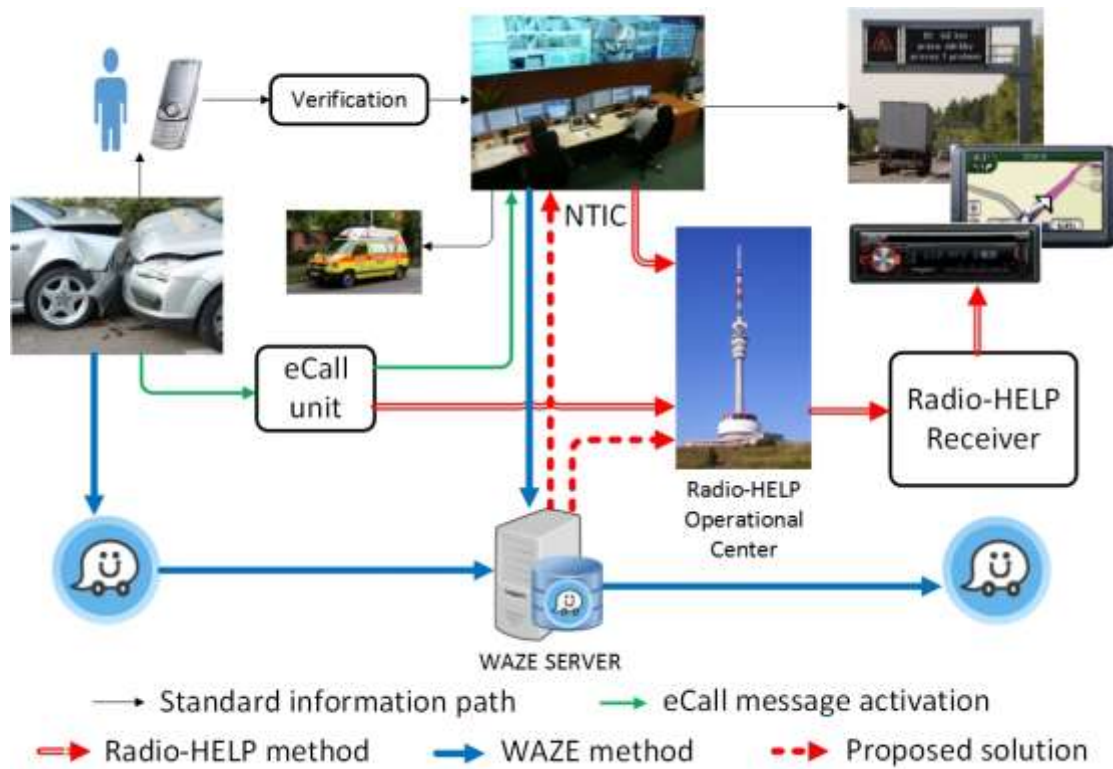 Verification
NTIC
eCall
unit
Radio-HELP
Receiver
Radio-HELP
Operational
Center
WAZE SERVER
Standard information path
eCall message activation
Radio-HELP method
WAZE method
Proposed solution